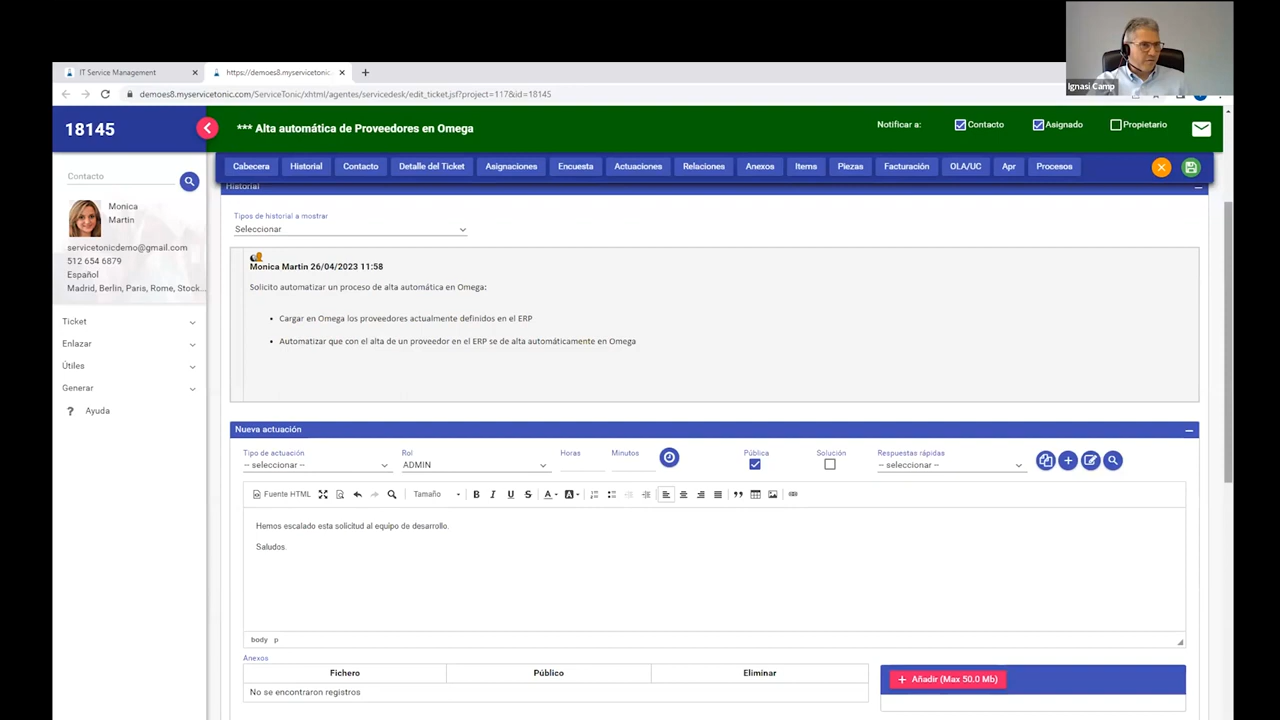 Ignasi Camp
IT Service Management
https://demoes8.myservicetonic.
demoes8.myservicetonic.com/ServiceTonic/xhtml/agentes/servicedesk/edit_ticket.jsf?project=117&id=18145
18145
*** Alta automática de Proveedores en Omega
Notificar a:
Contacto
Asignado
Propietario
Cabecera
Historial
Contacto
Detalle del Ticket
Asignaciones
Encuesta
Actuaciones
Relaciones
Anexos
Items
Piezas
Facturación
OLA/UC
Apr
Procesos
Contacto
Monica
Martin
servicetonicdemo@gmail.com
512 654 6879
Español
Madrid, Berlin, Paris, Rome, Stock...
Ticket
Enlazar
Útiles
Generar
? Ayuda
Historial
Tipos de historial a mostrar
Seleccionar
Monica Martin 26/04/2023 11:58
Solicito automatizar un proceso de alta automática en Omega:
• Cargar en Omega los proveedores actualmente definidos en el ERP
• Automatizar que con el alta de un proveedor en el ERP se de alta automáticamente en Omega
Nueva actuación
Tipo de actuación
-- seleccionar --
Rol
ADMIN
Horas
Minutos
Pública
Solución
Respuestas rápidas
-- seleccionar --
Fuente HTML
Tamaño
B I U S A A
Hemos escalado esta solicitud al equipo de desarrollo.
Saludos.
body p
Anexos
Fichero
Público
Eliminar
No se encontraron registros
+ Añadir (Max 50.0 Mb)